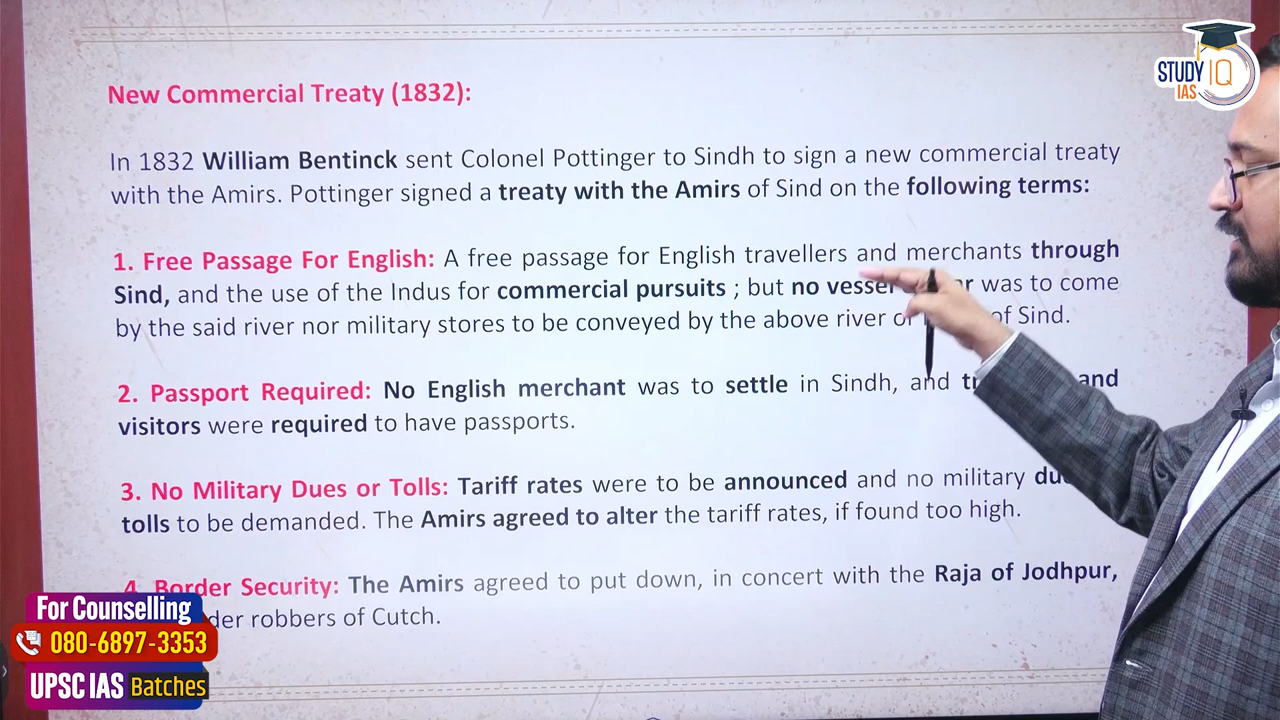 New Commercial Treaty (1832):
In 1832 William Bentinck sent Colonel Pottinger to Sindh to sign a new commercial treaty
with the Amirs. Pottinger signed a treaty with the Amirs of Sind on the following terms:
1. Free Passage For English: A free passage for English travellers and merchants through
Sind, and the use of the Indus for commercial pursuits ; but no was to come
by the said river nor military stores to be conveyed by the above river of Sind.
2. Passport Required: No English merchant was to settle in Sindh, and and
visitors were required to have passports.
3. No Military Dues or Tolls: Tariff rates were to be announced and no military
tolls to be demanded. The Amirs agreed to alter the tariff rates, if found too high.
4. Border Security: The Amirs agreed to put down, in concert with the Raja of Jodhpur,
robbers of Cutch.
STUDY IQ
IAS
For Counselling
080-6897-3353
UPSC IAS Batches